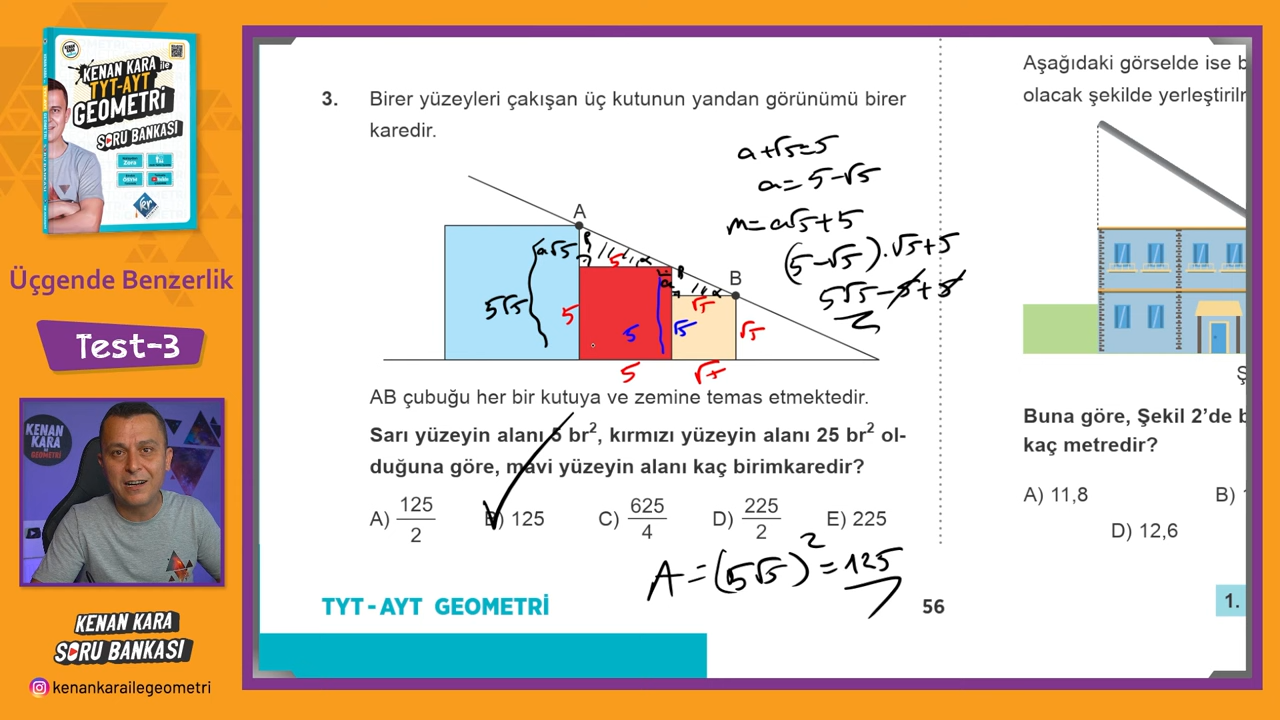 KENAN KARA ile
TYT-AYT
GEOMETRİ
SORU BANKASI
Üçgende Benzerlik
Test-3
KENAN KARA
ile
GEOMETRİ
KENAN KARA
SORU BANKASI
kenankarailegeometri
3. Birer yüzeyleri çakışan üç kutunun yandan görünümü birer
karedir.
a+√5=5
a=5-√5
m=a√5+5
(5-√5).√5+5
5√5-5+5
A
B
a√5
5
5√5
5
a
√5
5
√5
√5
5
√5
AB çubuğu her bir kutuya ve zemine temas etmektedir.
Sarı yüzeyin alanı 5 br², kırmızı yüzeyin alanı 25 br² ol-
duğuna göre, mavi yüzeyin alanı kaç birimkaredir?
A) 125/2 B) 125 C) 625/4 D) 225/2 E) 225
A=(5√5)²=125
TYT - AYT GEOMETRİ 56
Aşağıdaki görselde ise b
olacak şekilde yerleştirilr
Ş
Buna göre, Şekil 2'de b
kaç metredir?
A) 11,8 B) 1
D) 12,6
1.